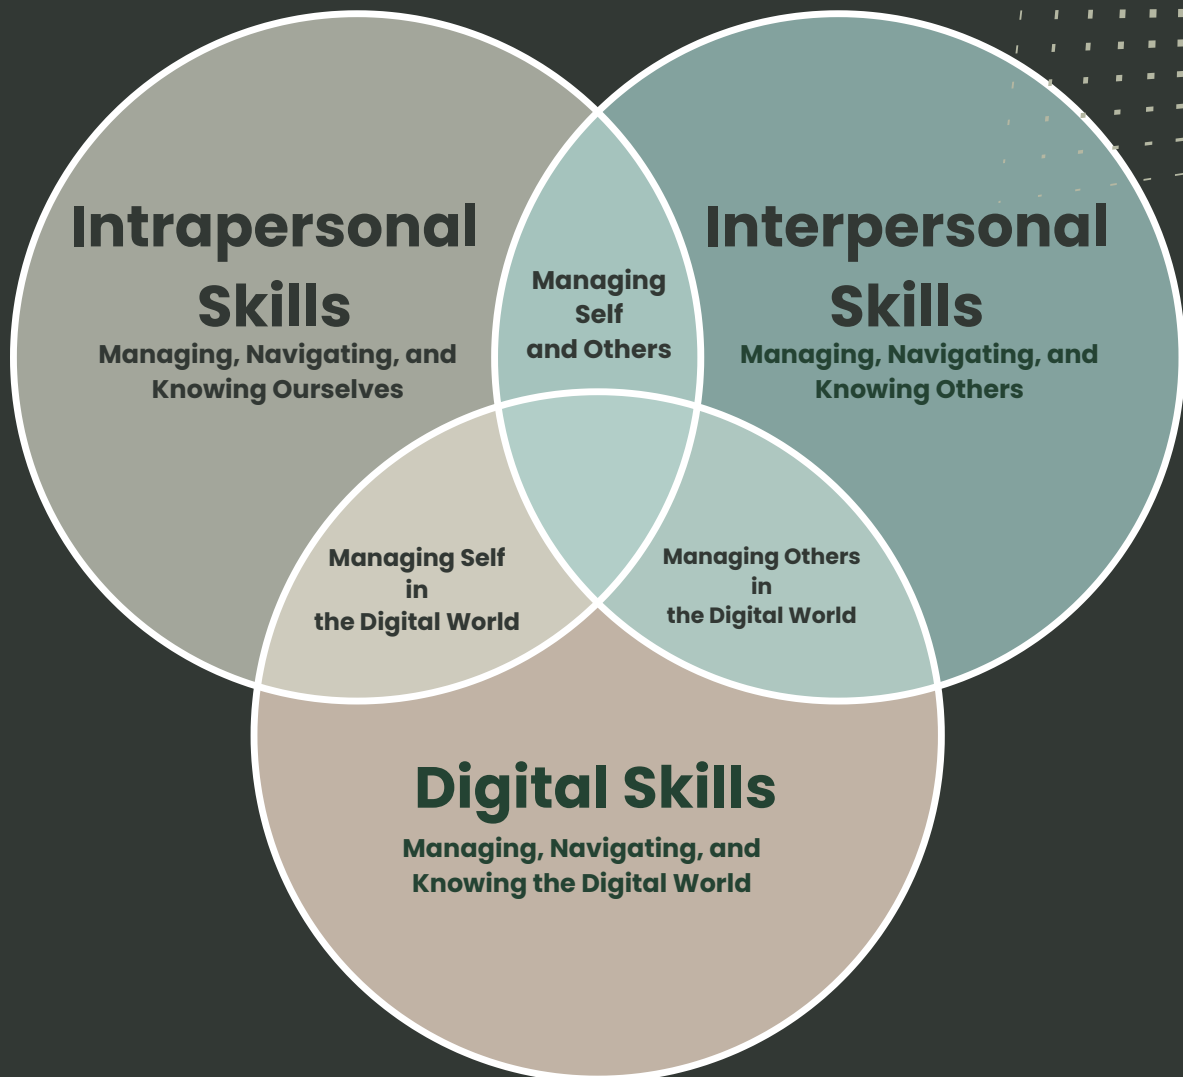 Intrapersonal
Skills
Managing, Navigating, and
Knowing Ourselves
Managing
Self
and Others
Interpersonal
Skills
Managing, Navigating, and
Knowing Others
Managing Self
in
the Digital World
Managing Others
in
the Digital World
Digital Skills
Managing, Navigating, and
Knowing the Digital World